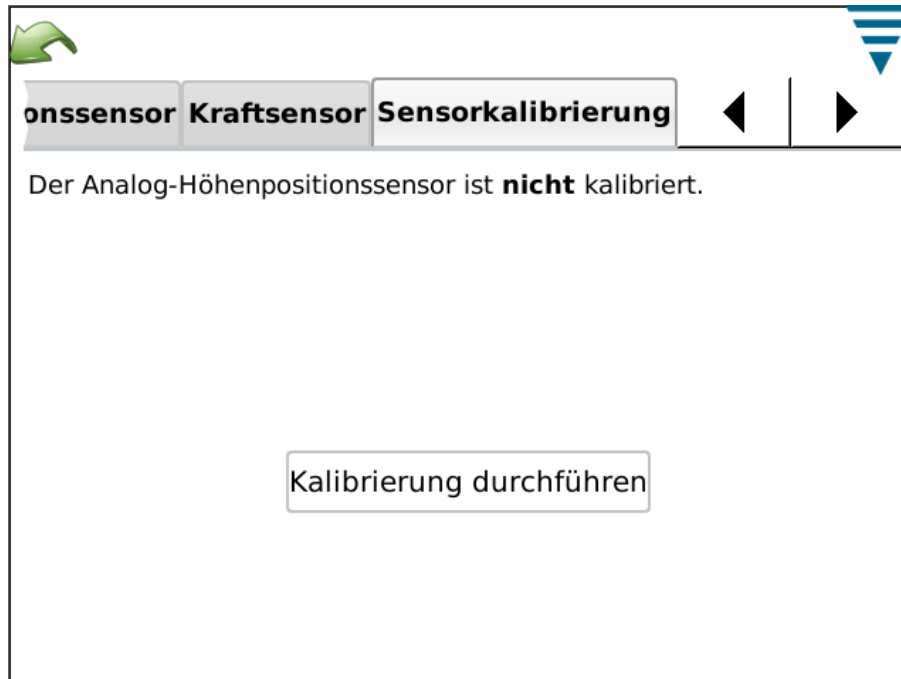 onssensor Kraftsensor Sensorkalibrierung
Der Analog-Höhenpositionssensor ist nicht kalibriert.
Kalibrierung durchführen